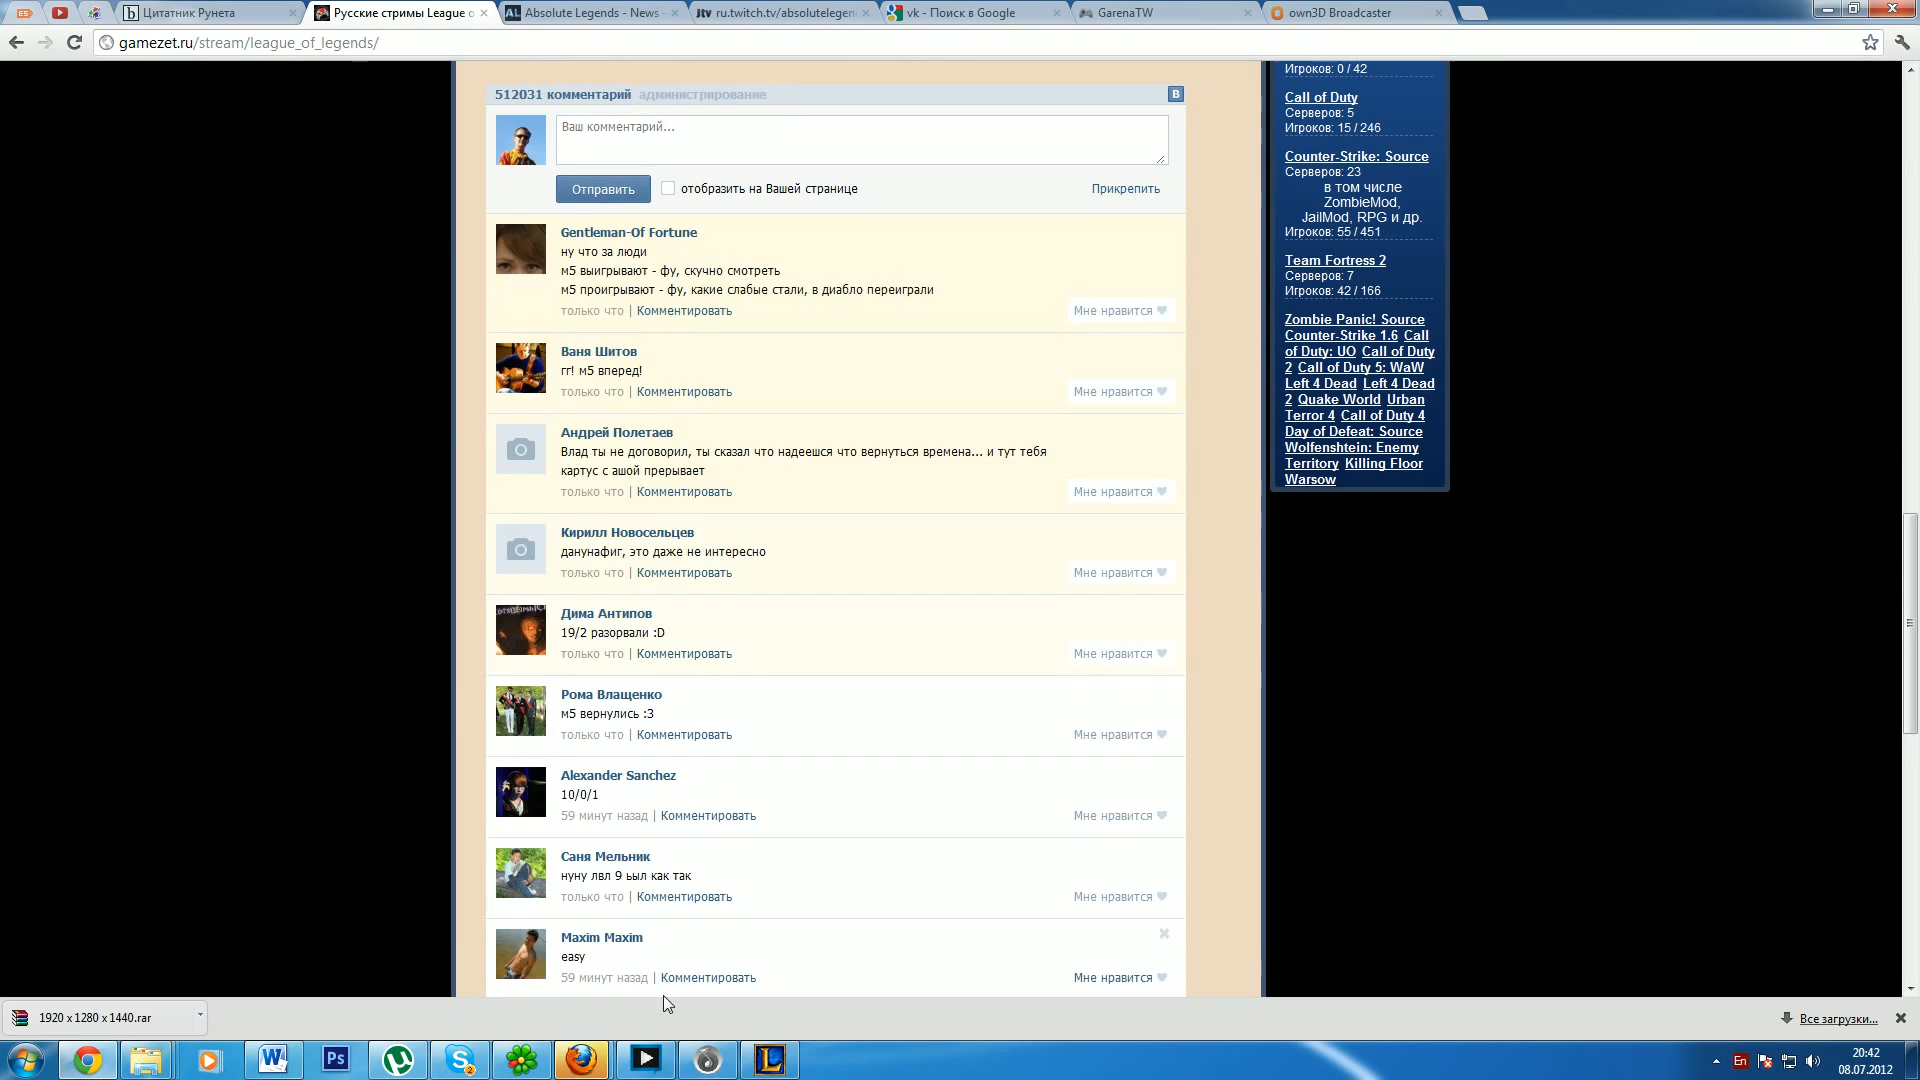 Цитатник Рунета
Русские стримы League o
Absolute Legends - News -
ru.twitch.tv/absolutelegen
vk - Поиск в Google
GarenaTW
own3D Broadcaster
gamezet.ru/stream/league_of_legends/
512031 комментарий администрирование
B
Ваш комментарий...
Отправить
отобразить на Вашей странице
Прикрепить
Gentleman-Of Fortune
ну что за люди
м5 выигрывают - фу, скучно смотреть
м5 проигрывают - фу, какие слабые стали, в диабло переиграли
только что | Комментировать
Мне нравится
Ваня Шитов
гг! м5 вперед!
только что | Комментировать
Мне нравится
Андрей Полетаев
Влад ты не договорил, ты сказал что надеешся что вернуться времена... и тут тебя
картус с ашой прерывает
только что | Комментировать
Мне нравится
Кирилл Новосельцев
данунафиг, это даже не интересно
только что | Комментировать
Мне нравится
Дима Антипов
19/2 разорвали :D
только что | Комментировать
Мне нравится
Рома Влащенко
м5 вернулись :3
только что | Комментировать
Мне нравится
Alexander Sanchez
10/0/1
59 минут назад | Комментировать
Мне нравится
Саня Мельник
нуну лвл 9 ьыл как так
только что | Комментировать
Мне нравится
Maxim Maxim
easy
59 минут назад | Комментировать
Мне нравится
Игроков: 0 / 42
Call of Duty
Серверов: 5
Игроков: 15 / 246
Counter-Strike: Source
Серверов: 23
в том числе
ZombieMod,
JailMod, RPG и др.
Игроков: 55 / 451
Team Fortress 2
Серверов: 7
Игроков: 42 / 166
Zombie Panic! Source
Counter-Strike 1.6 Call
of Duty: UO Call of Duty
2 Call of Duty 5: WaW
Left 4 Dead Left 4 Dead
2 Quake World Urban
Terror 4 Call of Duty 4
Day of Defeat: Source
Wolfenshtein: Enemy
Territory Killing Floor
Warsow
1920 x 1280 x 1440.rar
Все загрузки...
W
Ps
S
2
L
En
20:42
08.07.2012